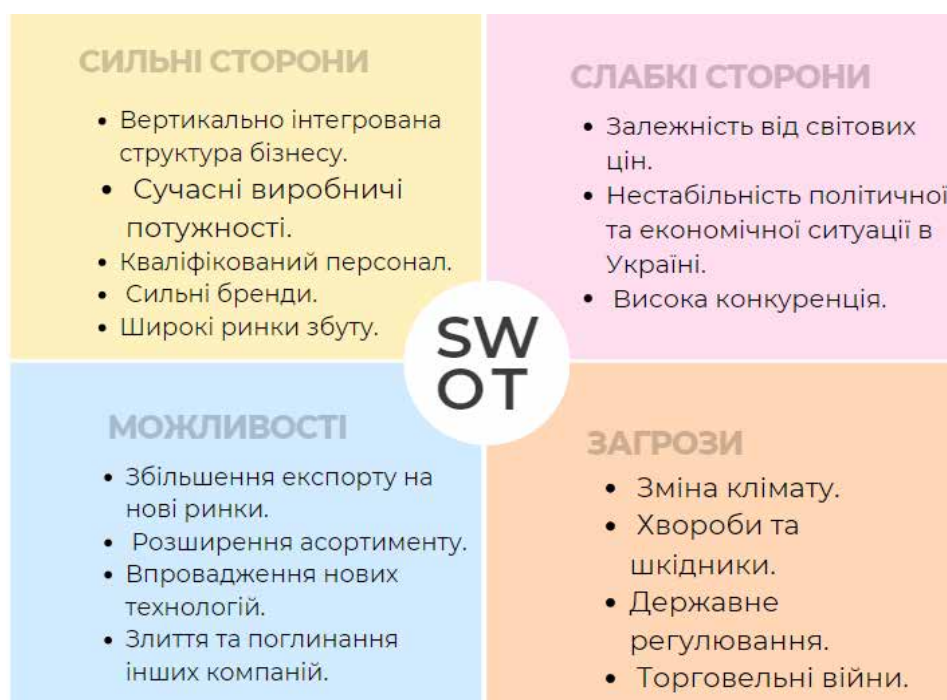 СИЛЬНІ СТОРОНИ
• Вертикально інтегрована
структура бізнесу.
• Сучасні виробничі
потужності.
• Кваліфікований персонал.
• Сильні бренди.
• Широкі ринки збуту.
СЛАБКІ СТОРОНИ
• Залежність від світових
цін.
• Нестабільність політичної
та економічної ситуації в
Україні.
• Висока конкуренція.
SW
OT
МОЖЛИВОСТІ
• Збільшення експорту на
нові ринки.
• Розширення асортименту.
• Впровадження нових
технологій.
• Злиття та поглинання
інших компаній.
ЗАГРОЗИ
• Зміна клімату.
• Хвороби та
шкідники.
• Державне
регулювання.
• Торговельні війни.